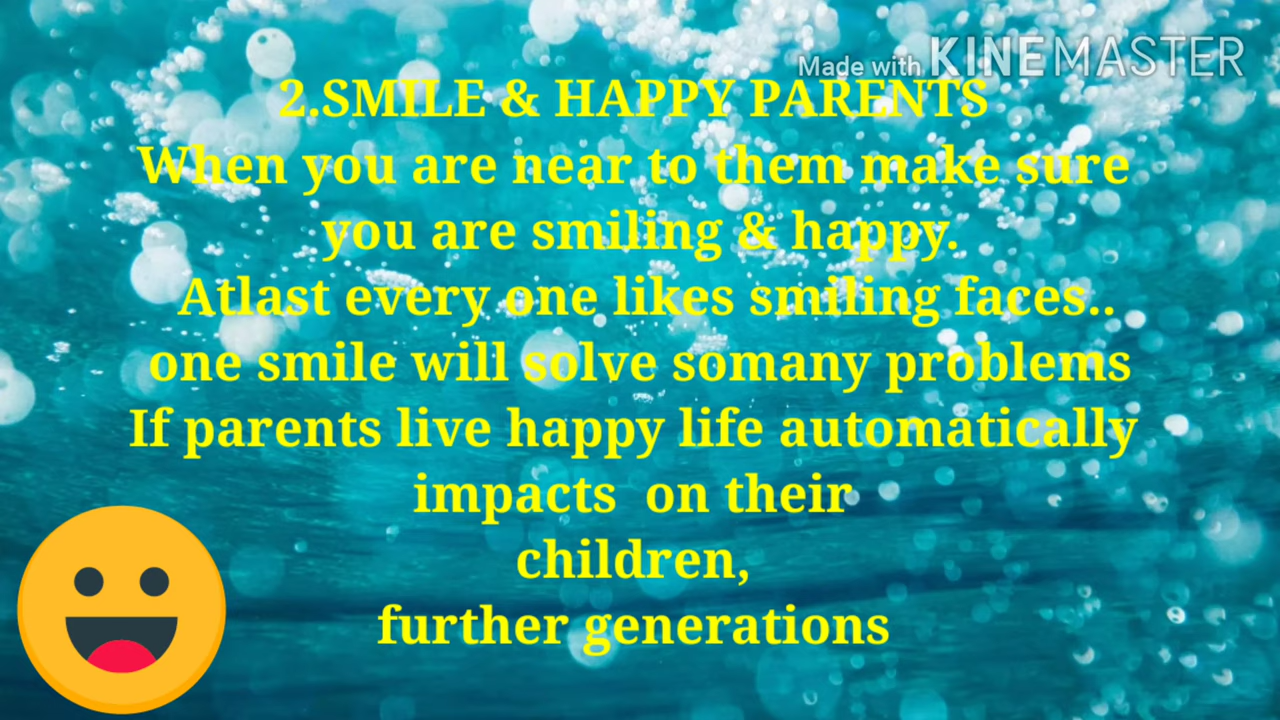 Made with KINEMASTER
2.SMILE & HAPPY PARENTS
When you are near to them make sure
you are smiling & happy.
Atlast every one likes smiling faces..
one smile will solve somany problems
If parents live happy life automatically
impacts  on their
children,
further generations